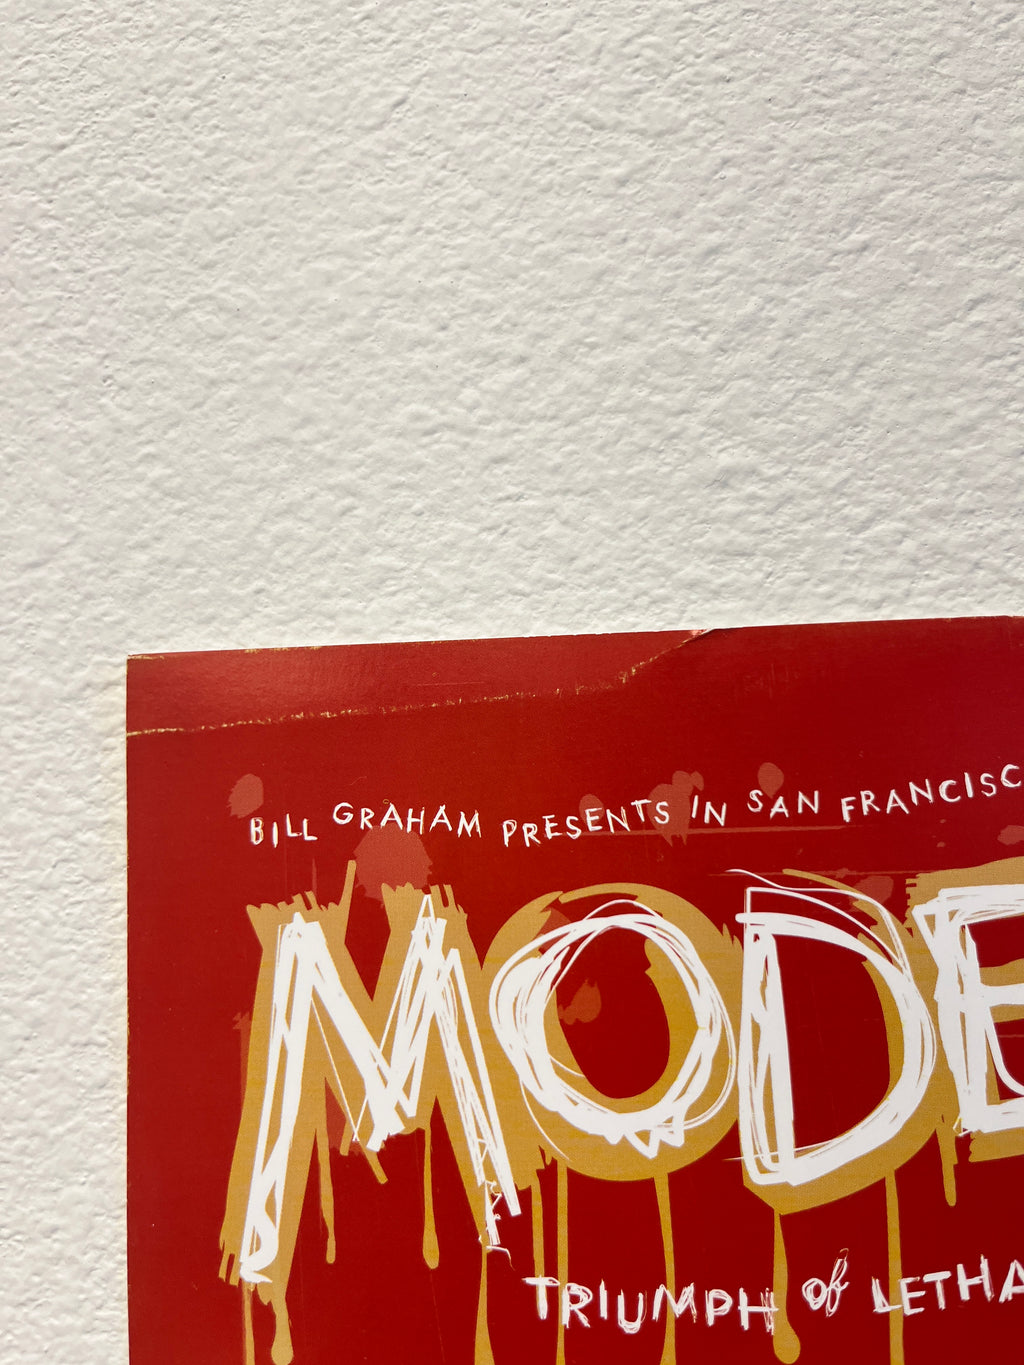 BILL GRAHAM PRESENTS IN SAN FRANCISC
MODE
TRIUMPH of LETHA